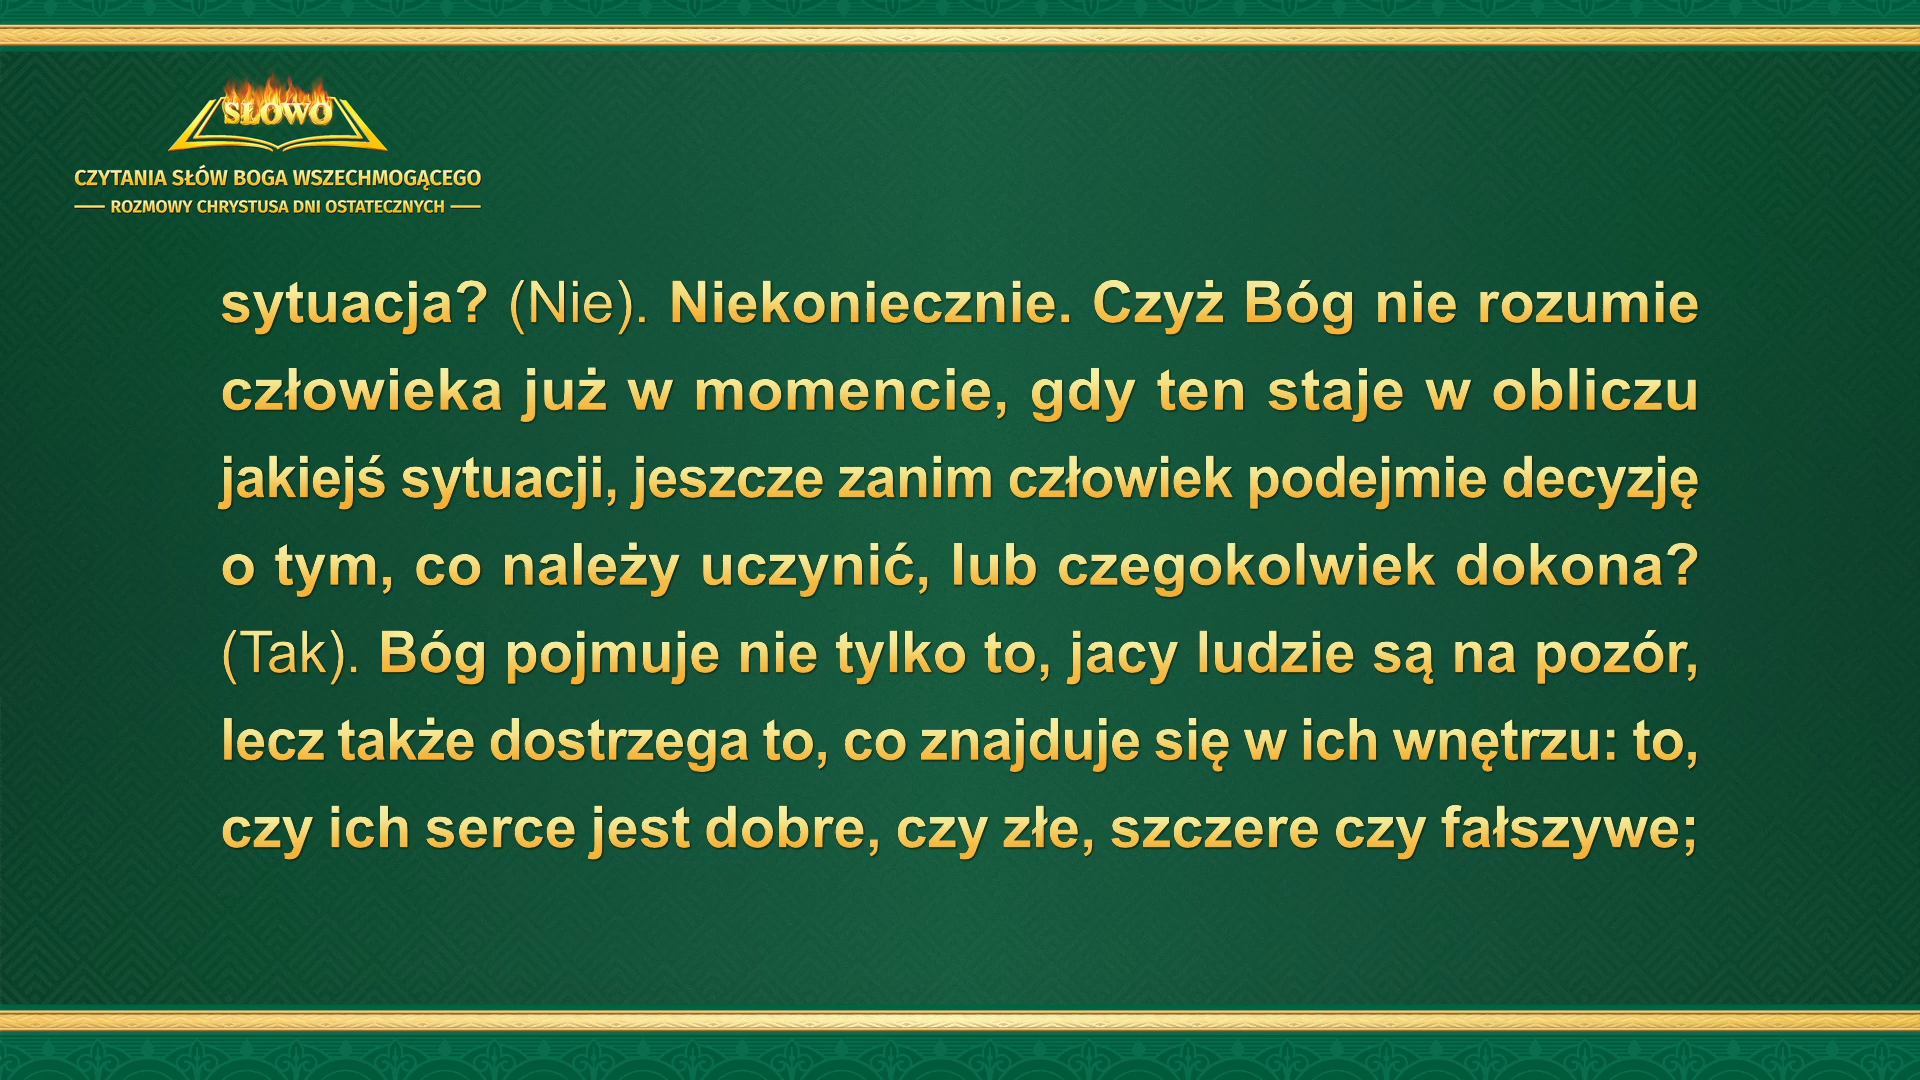 SŁOWO
CZYTANIA SŁÓW BOGA WSZECHMOGĄCEGO
ROZMOWY CHRYSTUSA DNI OSTATECZNYCH
sytuacja? (Nie). Niekoniecznie. Czyż Bóg nie rozumie
człowieka już w momencie, gdy ten staje w obliczu
jakiejś sytuacji, jeszcze zanim człowiek podejmie decyzję
o tym, co należy uczynić, lub czegokolwiek dokona?
(Tak). Bóg pojmuje nie tylko to, jacy ludzie są na pozór,
lecz także dostrzega to, co znajduje się w ich wnętrzu: to,
czy ich serce jest dobre, czy złe, szczere czy fałszywe;